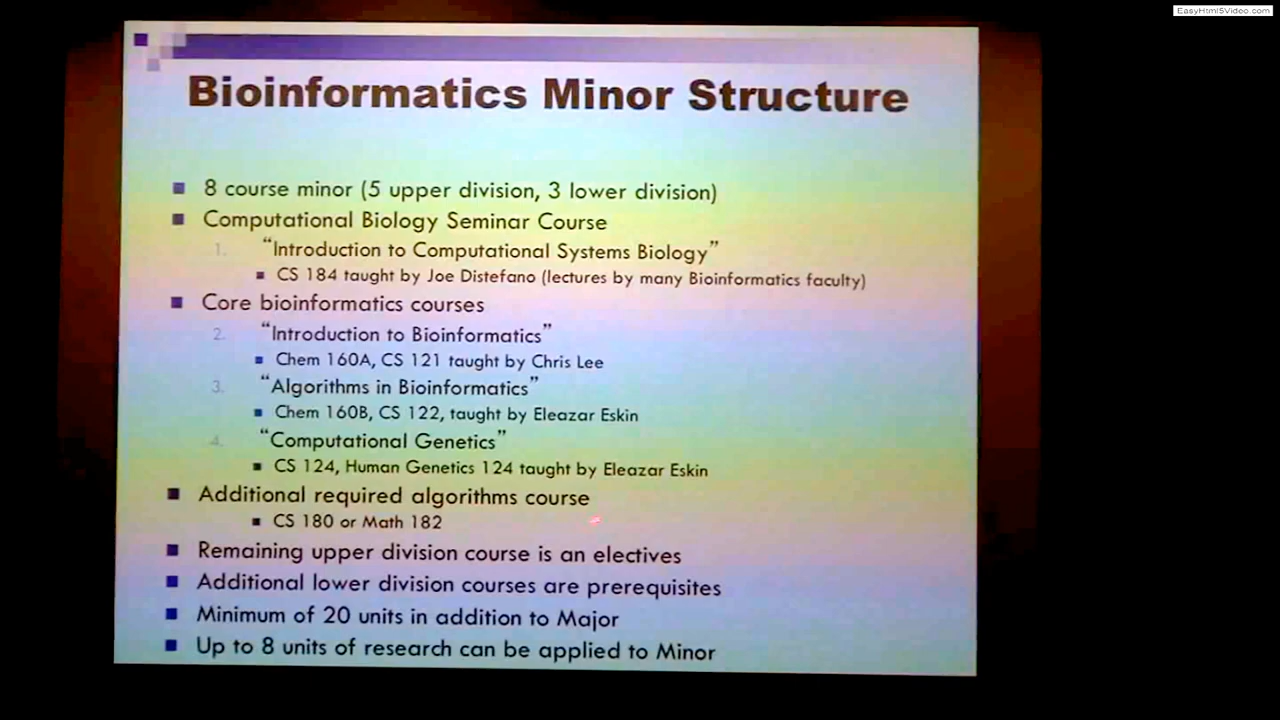 EasyHtml5Video.com
Bioinformatics Minor Structure
8 course minor (5 upper division, 3 lower division)
Computational Biology Seminar Course
1. “Introduction to Computational Systems Biology”
CS 184 taught by Joe Distefano (lectures by many Bioinformatics faculty)
Core bioinformatics courses
2. “Introduction to Bioinformatics”
Chem 160A, CS 121 taught by Chris Lee
3. “Algorithms in Bioinformatics”
Chem 160B, CS 122, taught by Eleazar Eskin
4. “Computational Genetics”
CS 124, Human Genetics 124 taught by Eleazar Eskin
Additional required algorithms course
CS 180 or Math 182
Remaining upper division course is an electives
Additional lower division courses are prerequisites
Minimum of 20 units in addition to Major
Up to 8 units of research can be applied to Minor